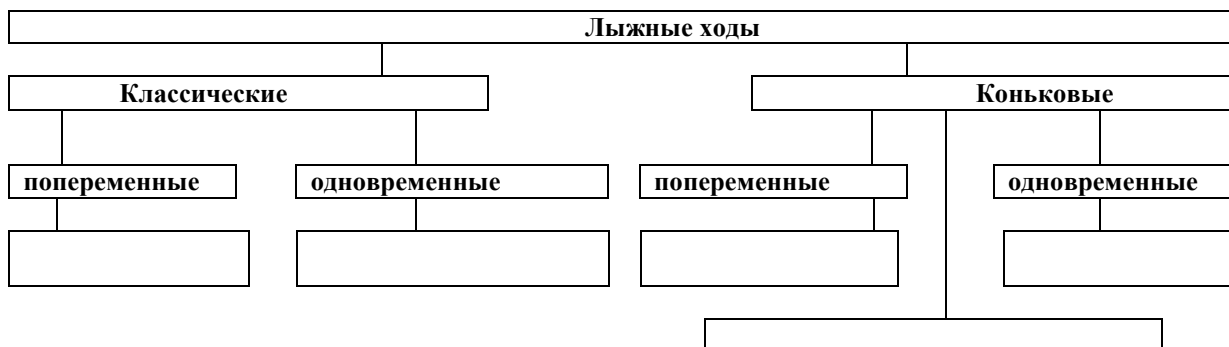 Лыжные ходы
Классические Коньковые
попеременные одновременные попеременные одновременные